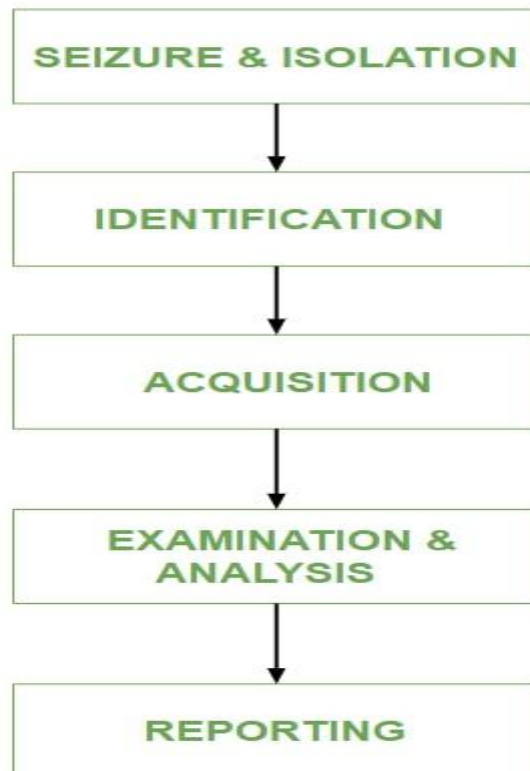 SEIZURE & ISOLATION
IDENTIFICATION
ACQUISITION
EXAMINATION &
ANALYSIS
REPORTING